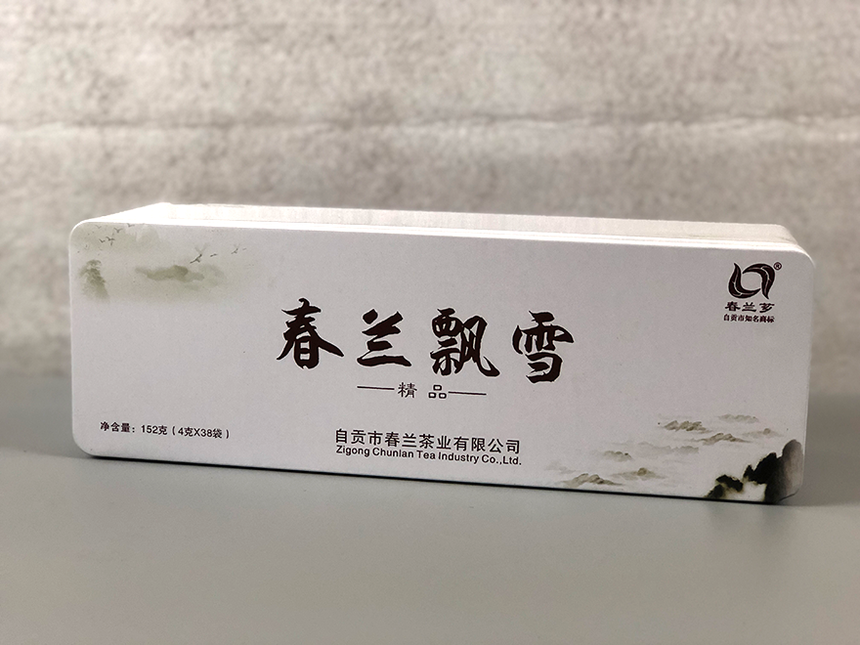 春兰飘雪
精品
净含量：152克（4克X38袋）
自贡市春兰茶业有限公司
Zigong Chunlan Tea Industry Co.,Ltd.
®
春兰芗
自贡市知名商标